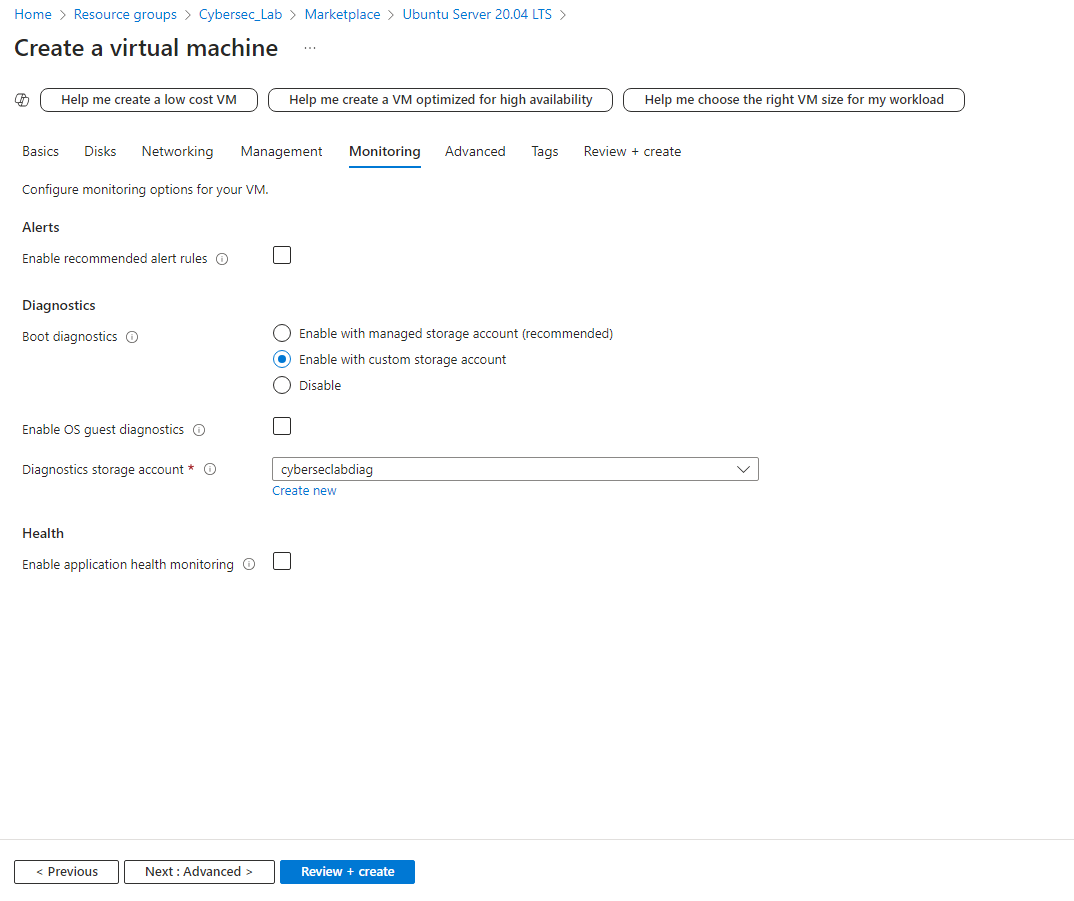 Home > Resource groups > Cybersec_Lab > Marketplace > Ubuntu Server 20.04 LTS >
Create a virtual machine ...
Help me create a low cost VM Help me create a VM optimized for high availability Help me choose the right VM size for my workload
Basics Disks Networking Management Monitoring Advanced Tags Review + create
Configure monitoring options for your VM.
Alerts
Enable recommended alert rules
Diagnostics
Boot diagnostics
Enable with managed storage account (recommended)
Enable with custom storage account
Disable
Enable OS guest diagnostics
Diagnostics storage account * cyberseclabdiag
Create new
Health
Enable application health monitoring
< Previous Next : Advanced > Review + create